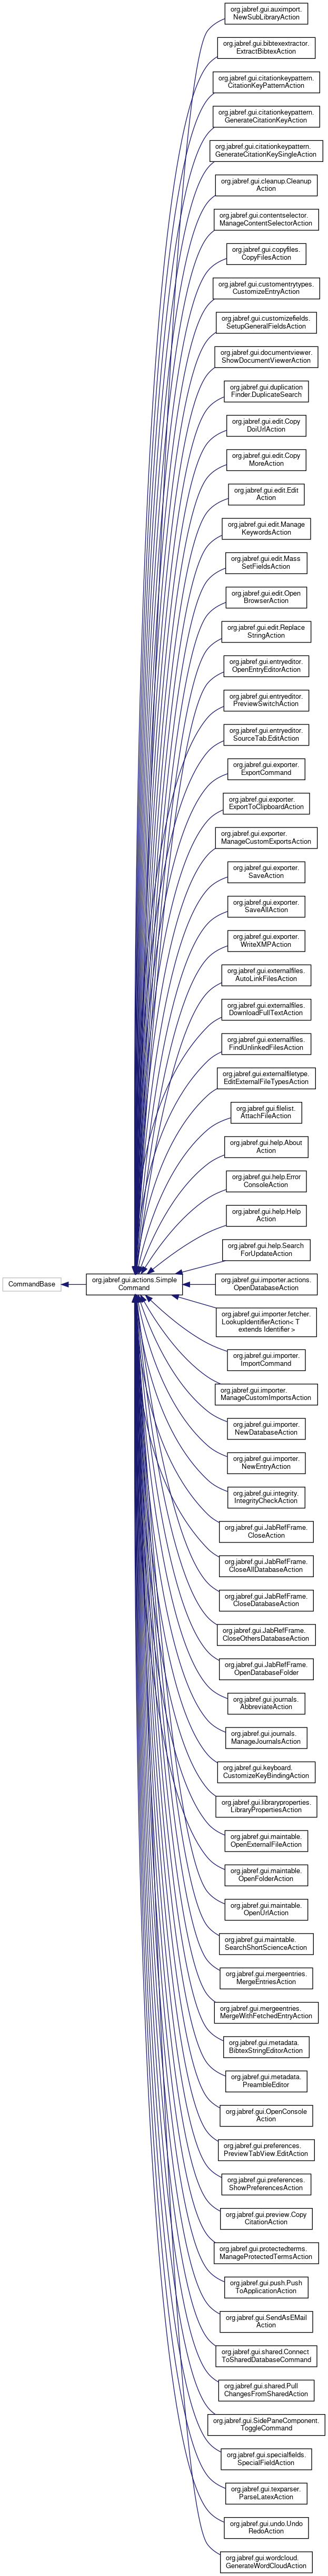 org.jabref.gui.auximport.
NewSubLibraryAction
org.jabref.gui.bibtexextractor.
ExtractBibtexAction
org.jabref.gui.citationkeypattern.
CitationKeyPatternAction
org.jabref.gui.citationkeypattern.
GenerateCitationKeyAction
org.jabref.gui.citationkeypattern.
GenerateCitationKeySingleAction
org.jabref.gui.cleanup.Cleanup
Action
org.jabref.gui.contentselector.
ManageContentSelectorAction
org.jabref.gui.copyfiles.
CopyFilesAction
org.jabref.gui.customentrytypes.
CustomizeEntryAction
org.jabref.gui.customizefields.
SetupGeneralFieldsAction
org.jabref.gui.documentviewer.
ShowDocumentViewerAction
org.jabref.gui.duplication
Finder.DuplicateSearch
org.jabref.gui.edit.Copy
DoiUrlAction
org.jabref.gui.edit.Copy
MoreAction
org.jabref.gui.edit.Edit
Action
org.jabref.gui.edit.Manage
KeywordsAction
org.jabref.gui.edit.Mass
SetFieldsAction
org.jabref.gui.edit.Open
BrowserAction
org.jabref.gui.edit.Replace
StringAction
org.jabref.gui.entryeditor.
OpenEntryEditorAction
org.jabref.gui.entryeditor.
PreviewSwitchAction
org.jabref.gui.entryeditor.
SourceTab.EditAction
org.jabref.gui.exporter.
ExportCommand
org.jabref.gui.exporter.
ExportToClipboardAction
org.jabref.gui.exporter.
ManageCustomExportsAction
org.jabref.gui.exporter.
SaveAction
org.jabref.gui.exporter.
SaveAllAction
org.jabref.gui.exporter.
WriteXMPAction
org.jabref.gui.externalfiles.
AutoLinkFilesAction
org.jabref.gui.externalfiles.
DownloadFullTextAction
org.jabref.gui.externalfiles.
FindUnlinkedFilesAction
org.jabref.gui.externalfiletype.
EditExternalFileTypesAction
org.jabref.gui.filelist.
AttachFileAction
org.jabref.gui.help.About
Action
org.jabref.gui.help.Error
ConsoleAction
org.jabref.gui.help.Help
Action
org.jabref.gui.help.Search
ForUpdateAction
CommandBase
org.jabref.gui.actions.Simple
Command
org.jabref.gui.importer.actions.
OpenDatabaseAction
org.jabref.gui.importer.fetcher.
LookupIdentifierAction< T
extends Identifier >
org.jabref.gui.importer.
ImportCommand
org.jabref.gui.importer.
ManageCustomImportsAction
org.jabref.gui.importer.
NewDatabaseAction
org.jabref.gui.importer.
NewEntryAction
org.jabref.gui.integrity.
IntegrityCheckAction
org.jabref.gui.JabRefFrame.
CloseAction
org.jabref.gui.JabRefFrame.
CloseAllDatabaseAction
org.jabref.gui.JabRefFrame.
CloseDatabaseAction
org.jabref.gui.JabRefFrame.
CloseOthersDatabaseAction
org.jabref.gui.JabRefFrame.
OpenDatabaseFolder
org.jabref.gui.journals.
AbbreviateAction
org.jabref.gui.journals.
ManageJournalsAction
org.jabref.gui.keyboard.
CustomizeKeyBindingAction
org.jabref.gui.libraryproperties.
LibraryPropertiesAction
org.jabref.gui.maintable.
OpenExternalFileAction
org.jabref.gui.maintable.
OpenFolderAction
org.jabref.gui.maintable.
OpenUrlAction
org.jabref.gui.maintable.
SearchShortScienceAction
org.jabref.gui.mergeentries.
MergeEntriesAction
org.jabref.gui.mergeentries.
MergeWithFetchedEntryAction
org.jabref.gui.metadata.
BibtexStringEditorAction
org.jabref.gui.metadata.
PreambleEditor
org.jabref.gui.OpenConsole
Action
org.jabref.gui.preferences.
PreviewTabView.EditAction
org.jabref.gui.preferences.
ShowPreferencesAction
org.jabref.gui.preview.Copy
CitationAction
org.jabref.gui.protectedterms.
ManageProtectedTermsAction
org.jabref.gui.push.Push
ToApplicationAction
org.jabref.gui.SendAsEMail
Action
org.jabref.gui.shared.Connect
ToSharedDatabaseCommand
org.jabref.gui.shared.Pull
ChangesFromSharedAction
org.jabref.gui.SidePaneComponent.
ToggleCommand
org.jabref.gui.specialfields.
SpecialFieldAction
org.jabref.gui.texparser.
ParseLatexAction
org.jabref.gui.undo.Undo
RedoAction
org.jabref.gui.wordcloud.
GenerateWordCloudAction